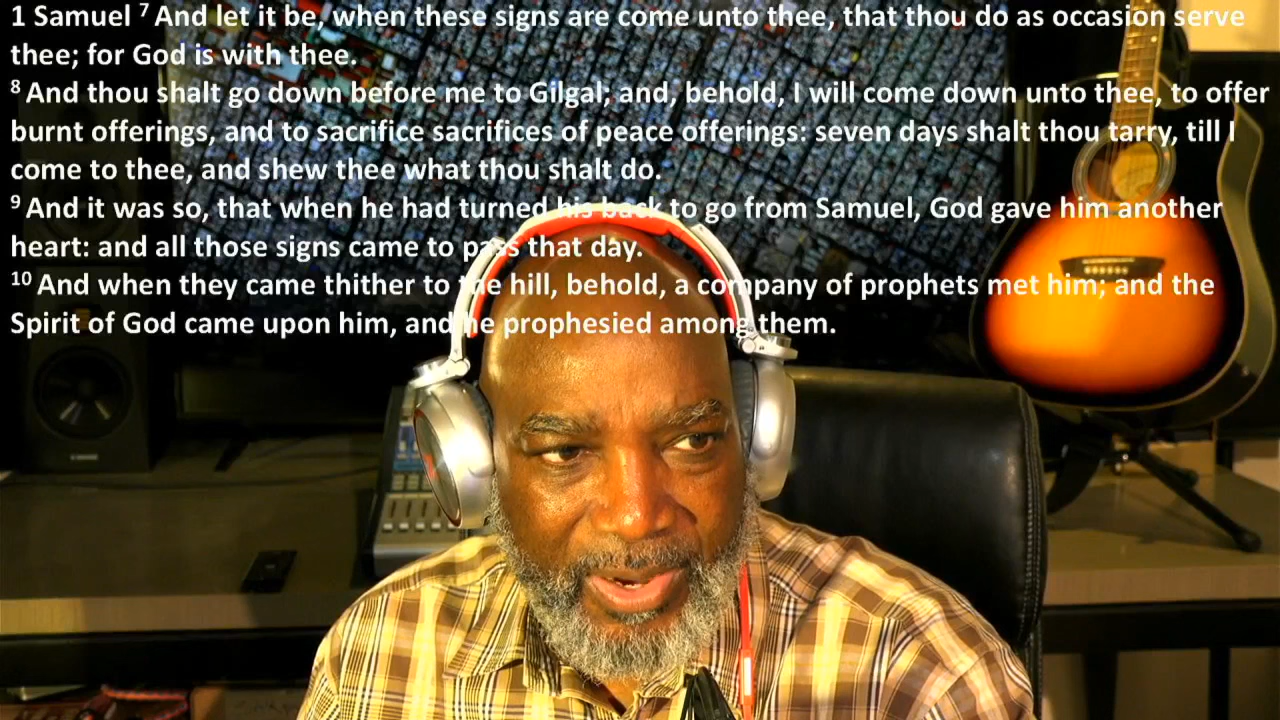 1 Samuel ⁷ And let it be, when these signs are come unto thee, that thou do as occasion serve
thee; for God is with thee.
⁸ And thou shalt go down before me to Gilgal; and, behold, I will come down unto thee, to offer
burnt offerings, and to sacrifice sacrifices of peace offerings: seven days shalt thou tarry, till I
come to thee, and shew thee what thou shalt do.
⁹ And it was so, that when he had turned his back to go from Samuel, God gave him another
heart: and all those signs came to pass that day.
¹⁰ And when they came thither to the hill, behold, a company of prophets met him; and the
Spirit of God came upon him, and he prophesied among them.